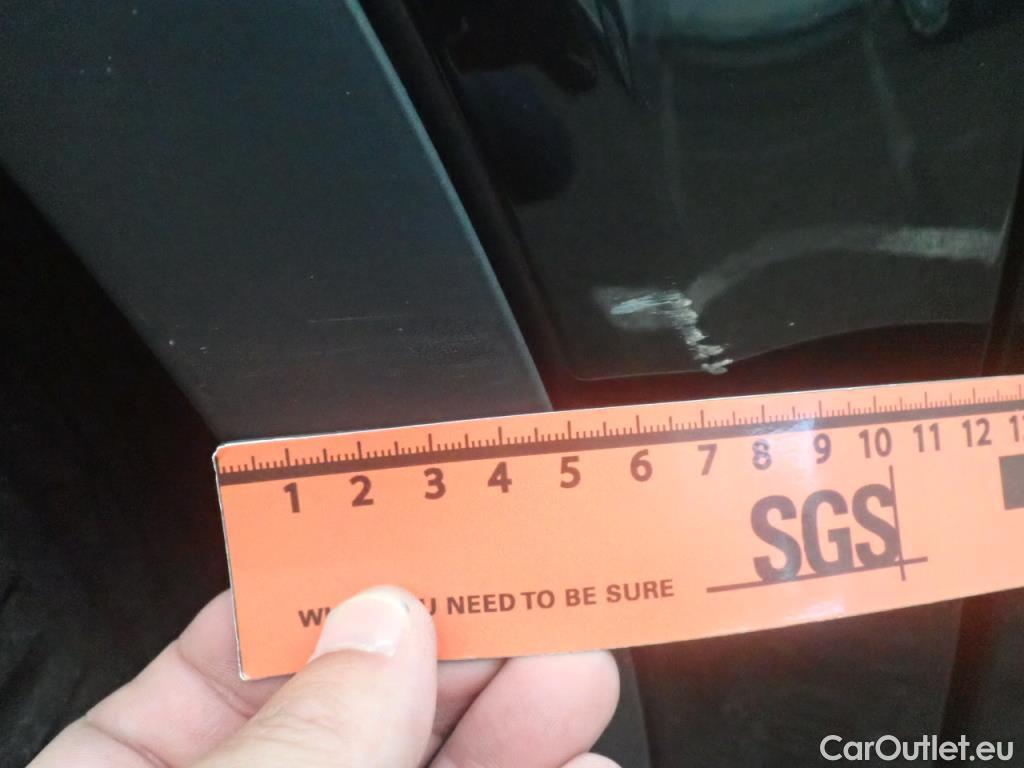 1 2 3 4 5 6 7 8 9 10 11 12
SGS
NEED TO BE SURE
CarOutlet.eu